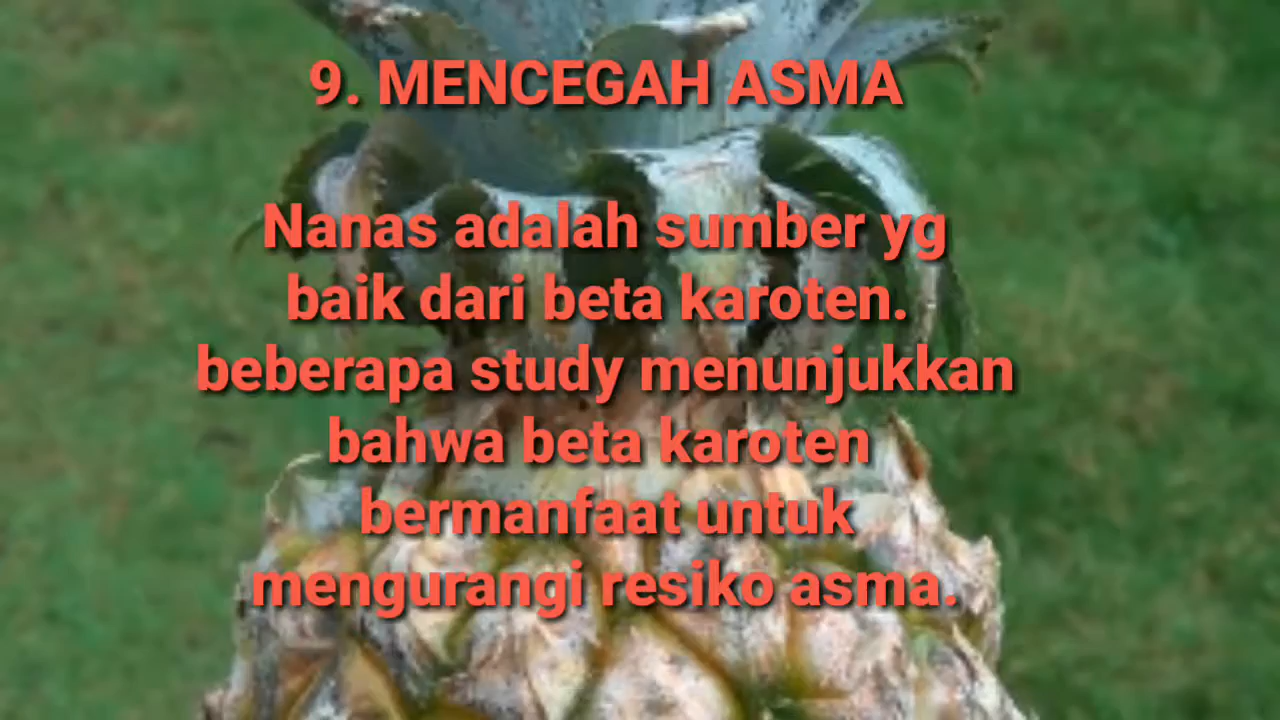 9. MENCEGAH ASMA
Nanas adalah sumber yg
baik dari beta karoten.
beberapa study menunjukkan
bahwa beta karoten
bermanfaat untuk
mengurangi resiko asma.